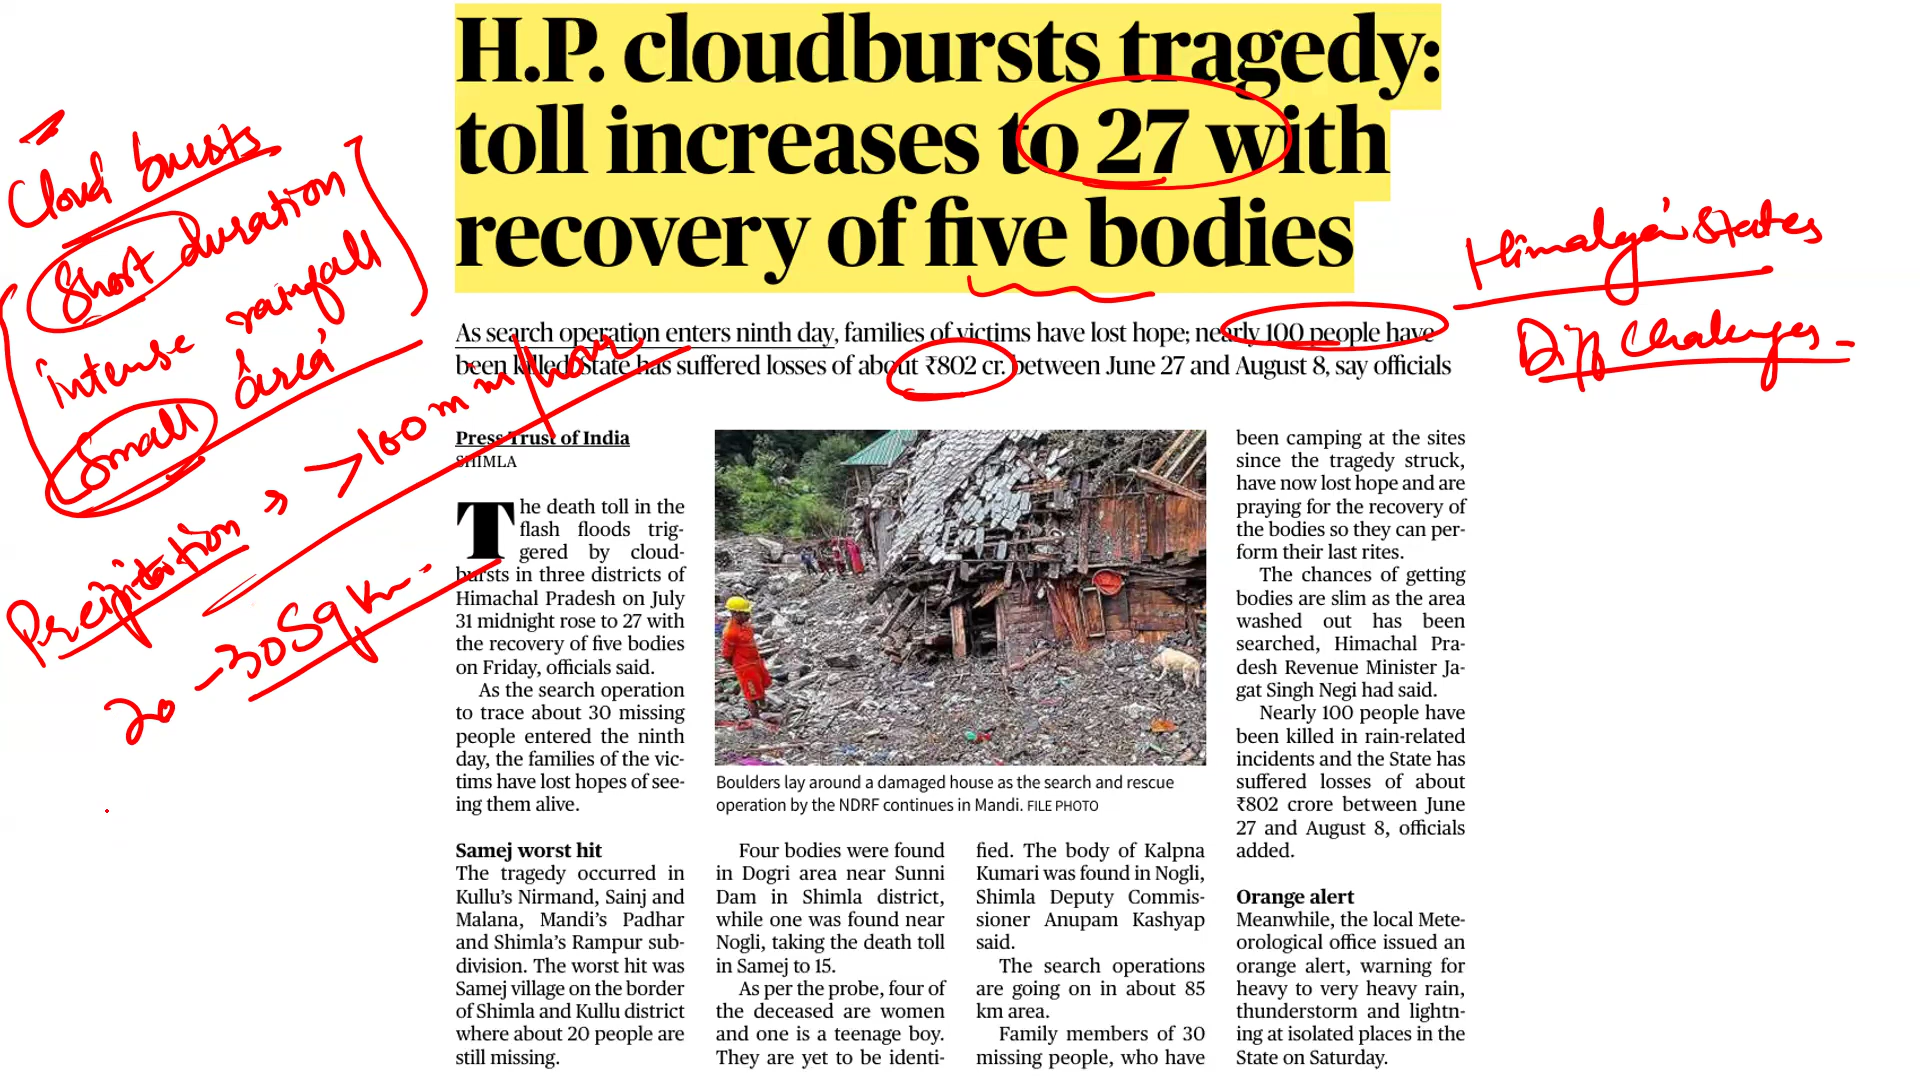 H.P. cloudbursts tragedy:
toll increases to 27 with
recovery of five bodies
As search operation enters ninth day, families of victims have lost hope; nearly 100 people have
been killed. State has suffered losses of about ₹802 cr. between June 27 and August 8, say officials
Press Trust of India
SHIMLA
The death toll in the
flash floods trig-
gered by cloud-
bursts in three districts of
Himachal Pradesh on July
31 midnight rose to 27 with
the recovery of five bodies
on Friday, officials said.
As the search operation
to trace about 30 missing
people entered the ninth
day, the families of the vic-
tims have lost hopes of see-
ing them alive.
Samej worst hit
The tragedy occurred in
Kullu’s Nirmand, Sainj and
Malana, Mandi’s Padhar
and Shimla’s Rampur sub-
division. The worst hit was
Samej village on the border
of Shimla and Kullu district
where about 20 people are
still missing.
Boulders lay around a damaged house as the search and rescue
operation by the NDRF continues in Mandi. FILE PHOTO
Four bodies were found
in Dogri area near Sunni
Dam in Shimla district,
while one was found near
Nogli, taking the death toll
in Samej to 15.
As per the probe, four of
the deceased are women
and one is a teenage boy.
They are yet to be identi-
fied. The body of Kalpna
Kumari was found in Nogli,
Shimla Deputy Commis-
sioner Anupam Kashyap
said.
The search operations
are going on in about 85
km area.
Family members of 30
missing people, who have
been camping at the sites
since the tragedy struck,
have now lost hope and are
praying for the recovery of
the bodies so they can per-
form their last rites.
The chances of getting
bodies are slim as the area
washed out has been
searched, Himachal Pra-
desh Revenue Minister Ja-
gat Singh Negi had said.
Nearly 100 people have
been killed in rain-related
incidents and the State has
suffered losses of about
₹802 crore between June
27 and August 8, officials
added.
Orange alert
Meanwhile, the local Mete-
orological office issued an
orange alert, warning for
heavy to very heavy rain,
thunderstorm and lightn-
ing at isolated places in the
State on Saturday.
Cloud bursts
Short duration
intense rainfall
Small area
Precipitation > 100 mm/hour
20 - 30 Sq km.
States
Diff Challenges